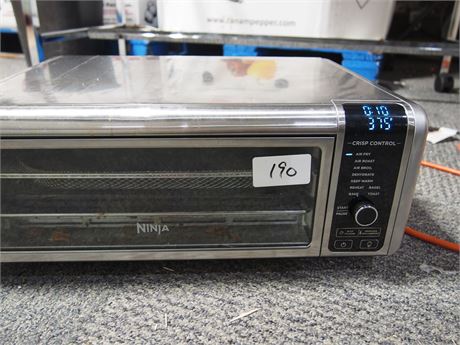 www.ranampepper.com
0:10
375°
CRISP CONTROL
AIR FRY
AIR ROAST
AIR BROIL
DEHYDRATE
KEEP WARM
REHEAT BAGEL
BAKE TOAST
START
PAUSE
190
NINJA